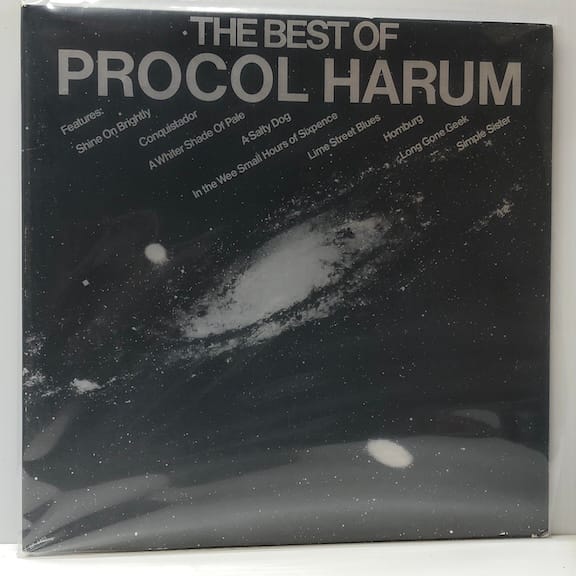 THE BEST OF
PROCOL HARUM
Features:
Shine On Brightly
Conquistador
A Whiter Shade Of Pale
A Salty Dog
In the Wee Small Hours of Sixpence
Lime Street Blues
Homburg
Long Gone Geek
Simple Sister